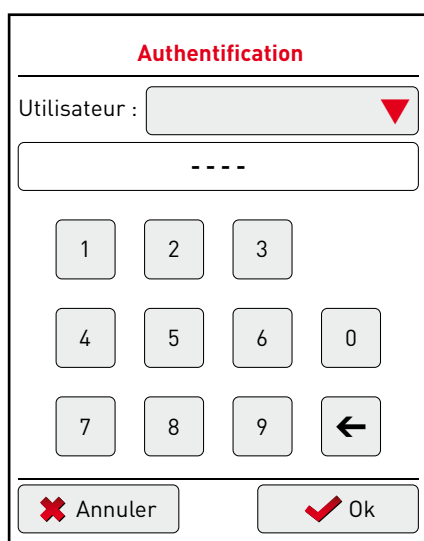 Authentification
Utilisateur :
----
1 2 3
4 5 6 0
7 8 9
Annuler Ok